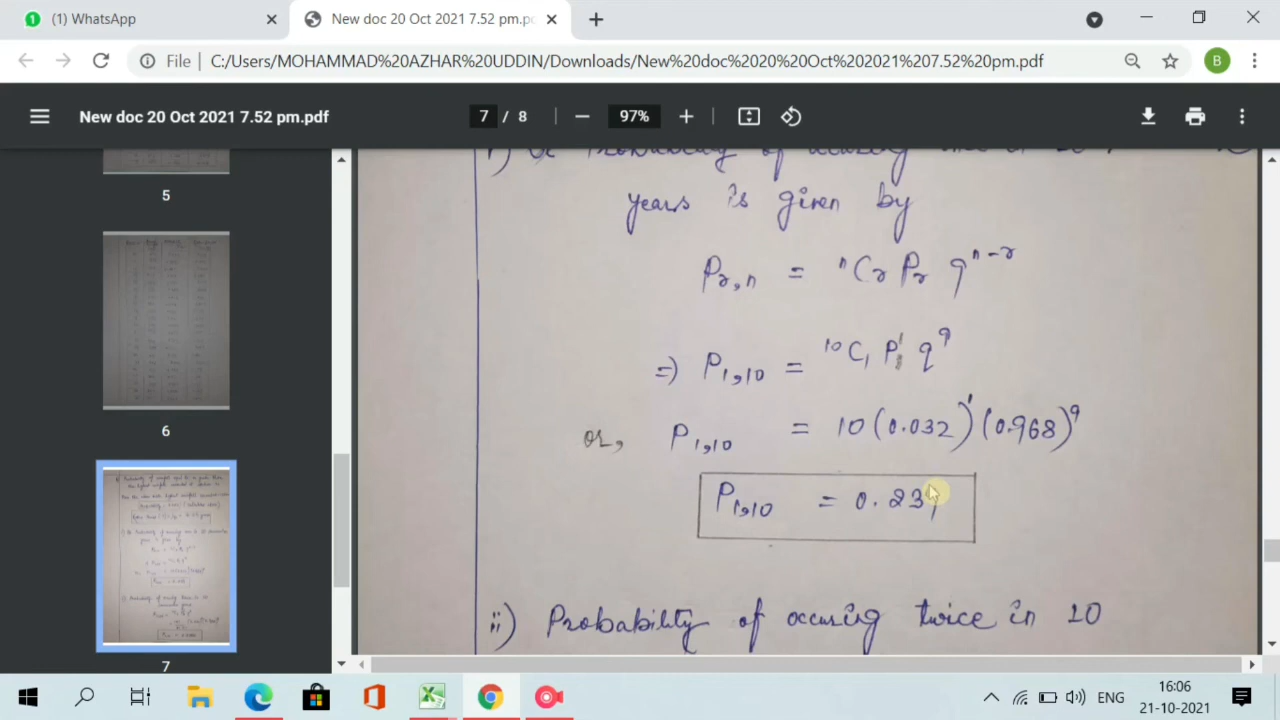 (1) WhatsApp
New doc 20 Oct 2021 7.52 pm.pd
File
C:/Users/MOHAMMAD%20AZHAR%20UDDIN/Downloads/New%20doc%2020%20Oct%202021%207.52%20pm.pdf
B
New doc 20 Oct 2021 7.52 pm.pdf
7 / 8
97%
5
6
7
years is given by
Pr,n = nCr Pr q^n-r
=) P1,10 = 10C1 P1 q^9
or, P1,10 = 10 (0.032)^1 (0.968)^9
P1,10 = 0.23
ii) Probability of occuring twice in 10
ENG
16:06
21-10-2021